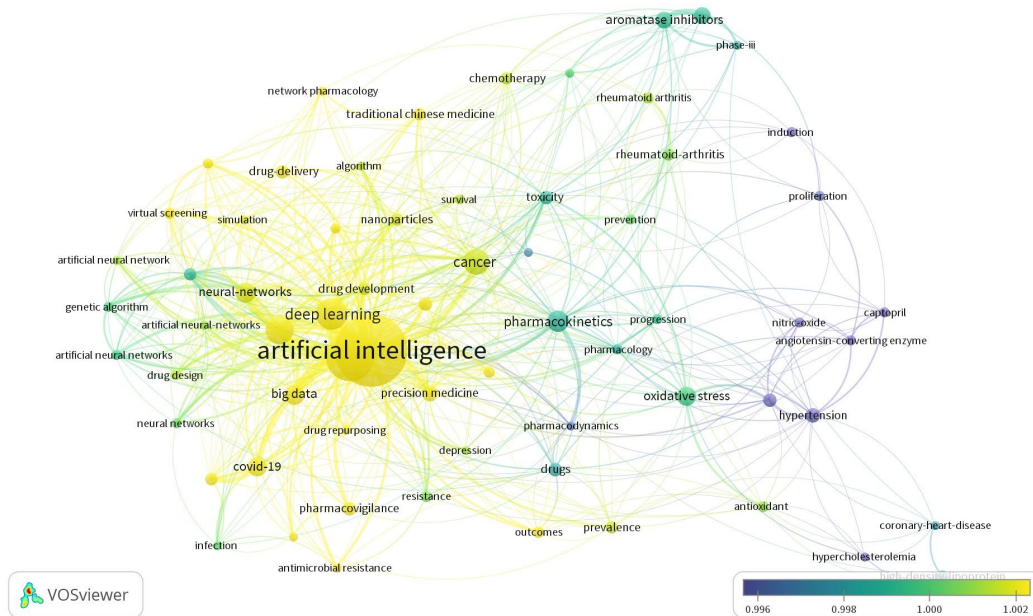 aromatase inhibitors
phase-iii
chemotherapy
network pharmacology
rheumatoid arthritis
traditional chinese medicine
induction
rheumatoid-arthritis
algorithm
drug-delivery
toxicity
proliferation
survival
virtual screening
simulation
nanoparticles
prevention
artificial neural network
cancer
neural-networks
drug development
genetic algorithm
deep learning
captopril
artificial neural-networks
pharmacokinetics
progression
nitric-oxide
angiotensin-converting enzyme
artificial intelligence
pharmacology
artificial neural networks
drug design
big data
precision medicine
oxidative stress
hypertension
neural networks
drug repurposing
pharmacodynamics
depression
covid-19
drugs
resistance
pharmacovigilance
antioxidant
outcomes
prevalence
coronary-heart-disease
infection
hypercholesterolemia
antimicrobial resistance
high-density-lipoprotein
VOSviewer
0.996 0.998 1.000 1.002